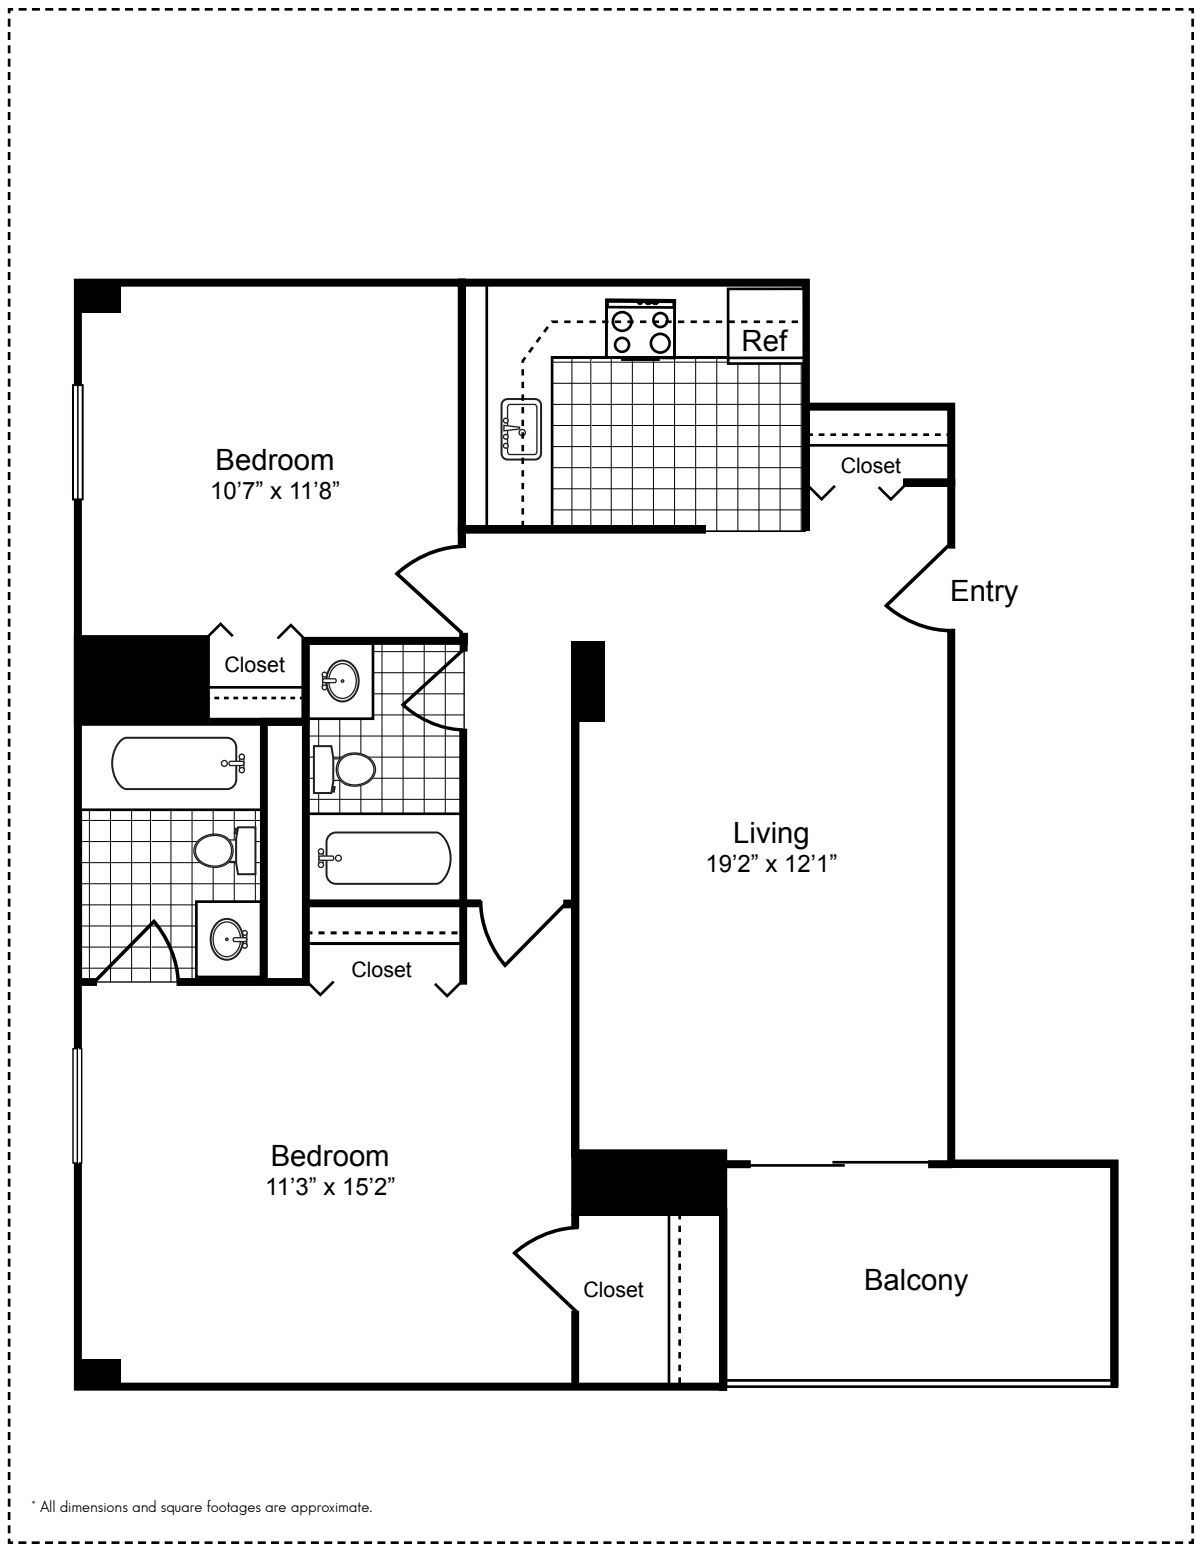 Ref
Closet
Bedroom
10’7” x 11’8”
Entry
Closet
Living
19’2” x 12’1”
Closet
Bedroom
11’3” x 15’2”
Closet
Balcony
* All dimensions and square footages are approximate.